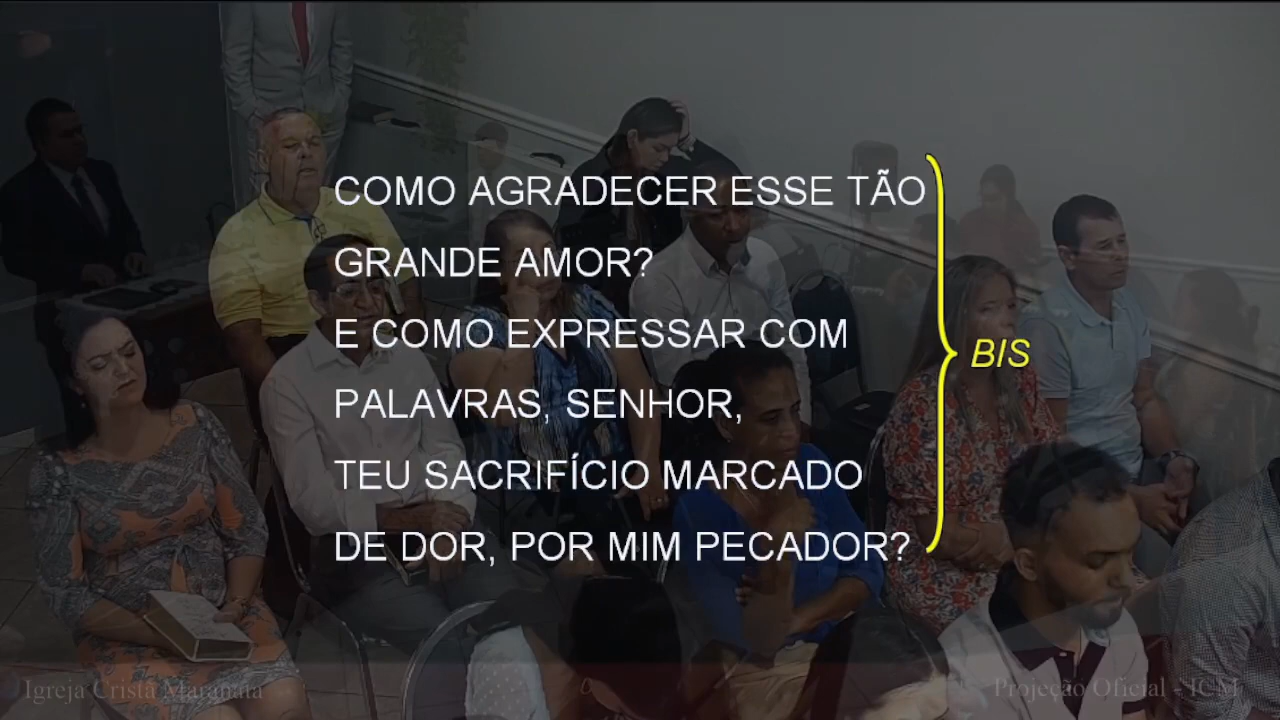 COMO AGRADECER ESSE TÃO
GRANDE AMOR?
E COMO EXPRESSAR COM
PALAVRAS, SENHOR,
TEU SACRIFÍCIO MARCADO
DE DOR, POR MIM PECADOR?
BIS
Igreja Cristã Maranata
Projeção Oficial - ICM